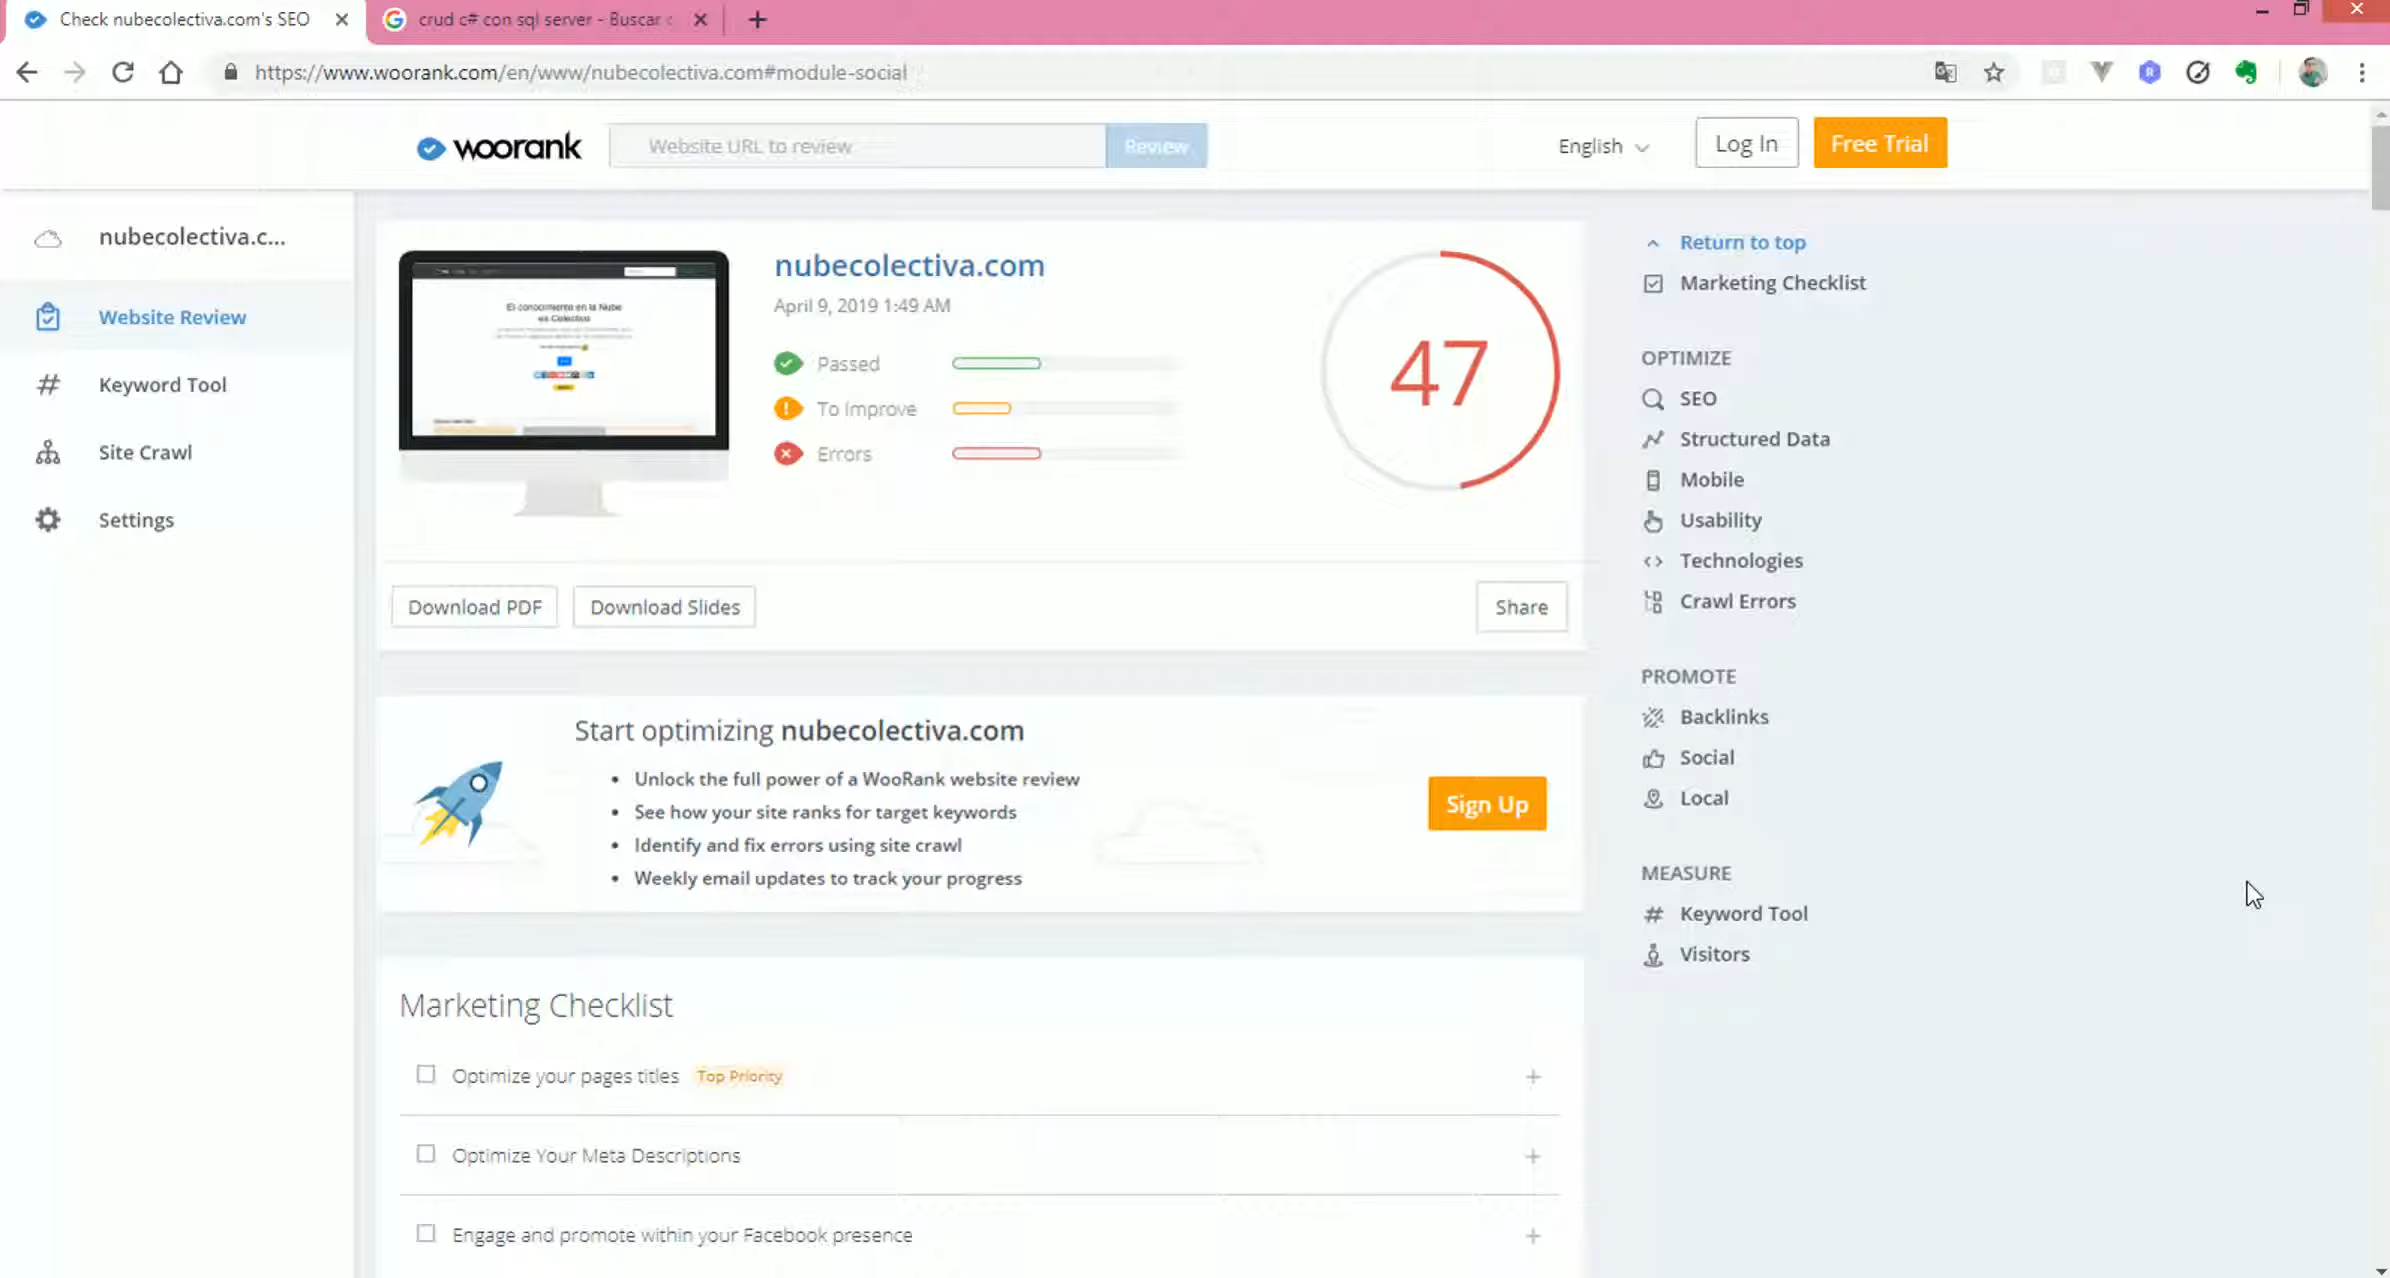 Check nubecolectiva.com's SEO
crud c# con sql server - Buscar c
https://www.woorank.com/en/www/nubecolectiva.com#module-social
woorank
Website URL to review
Review
English
Log In
Free Trial
nubecolectiva.c...
Website Review
Keyword Tool
Site Crawl
Settings
El conocimiento en la Nube
es Colectivo
nubecolectiva.com
April 9, 2019 1:49 AM
Passed
To Improve
Errors
47
Download PDF
Download Slides
Share
Start optimizing nubecolectiva.com
• Unlock the full power of a WooRank website review
• See how your site ranks for target keywords
• Identify and fix errors using site crawl
• Weekly email updates to track your progress
Sign Up
Marketing Checklist
Optimize your pages titles Top Priority
Optimize Your Meta Descriptions
Engage and promote within your Facebook presence
Return to top
Marketing Checklist
OPTIMIZE
SEO
Structured Data
Mobile
Usability
Technologies
Crawl Errors
PROMOTE
Backlinks
Social
Local
MEASURE
Keyword Tool
Visitors